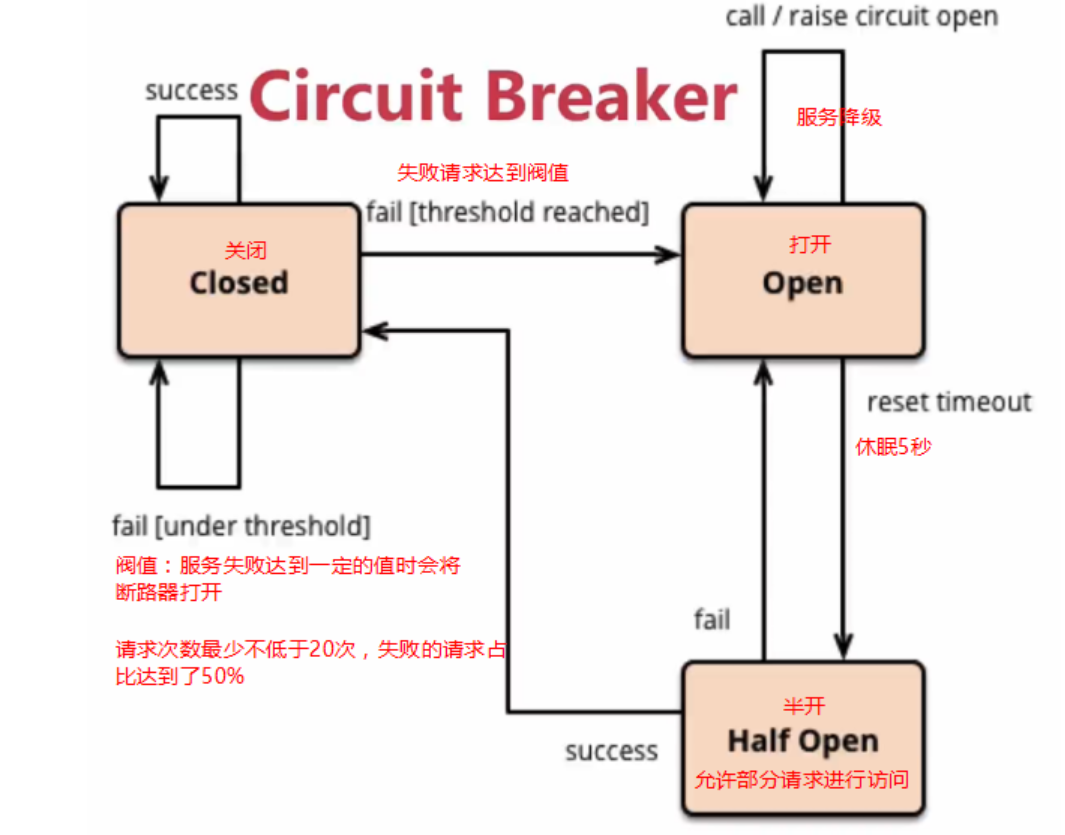 call / raise circuit open
success
Circuit Breaker
服务降级
失败请求达到阀值
fail [threshold reached]
关闭
Closed
打开
Open
reset timeout
休眠5秒
fail [under threshold]
阀值：服务失败达到一定的值时会将
断路器打开
请求次数最少不低于20次，失败的请求占
比达到了50%
fail
半开
Half Open
success
允许部分请求进行访问